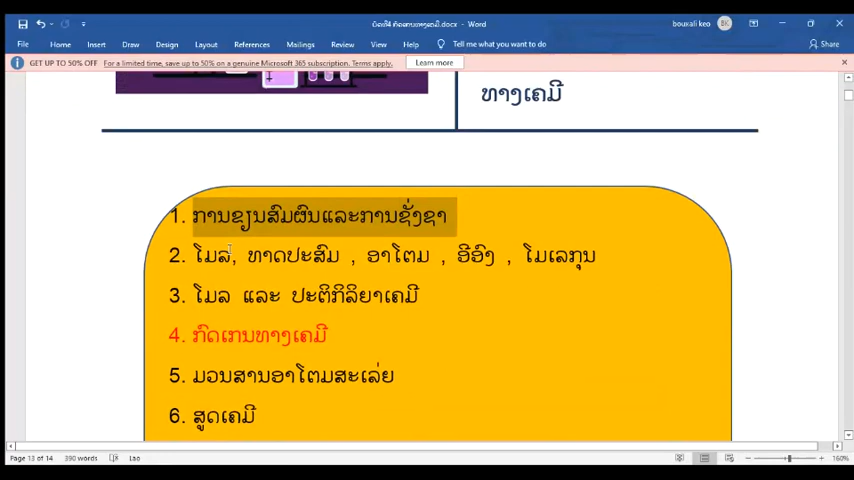 ບົດທີ4 ກົດເກນທາງເຄມີ.docx - Word
bouxali keo
BK
File Home Insert Draw Design Layout References Mailings Review View Help Tell me what you want to do Share
GET UP TO 50% OFF For a limited time, save up to 50% on a genuine Microsoft 365 subscription. Terms apply. Learn more
ທາງເຄມີ
1. ການຂຽນສົມຜົນແລະການຊັ່ງຊາ
2. ໂມລ, ທາດປະສົມ , ອາໂຕມ , ອີອົງ , ໂມເລກຸນ
3. ໂມລ ແລະ ປະຕິກິລິຍາເຄມີ
4. ກົດເກນທາງເຄມີ
5. ມວນສານອາໂຕມສະເລ່ຍ
6. ສູດເຄມີ
Page 13 of 14 390 words Lao 160%